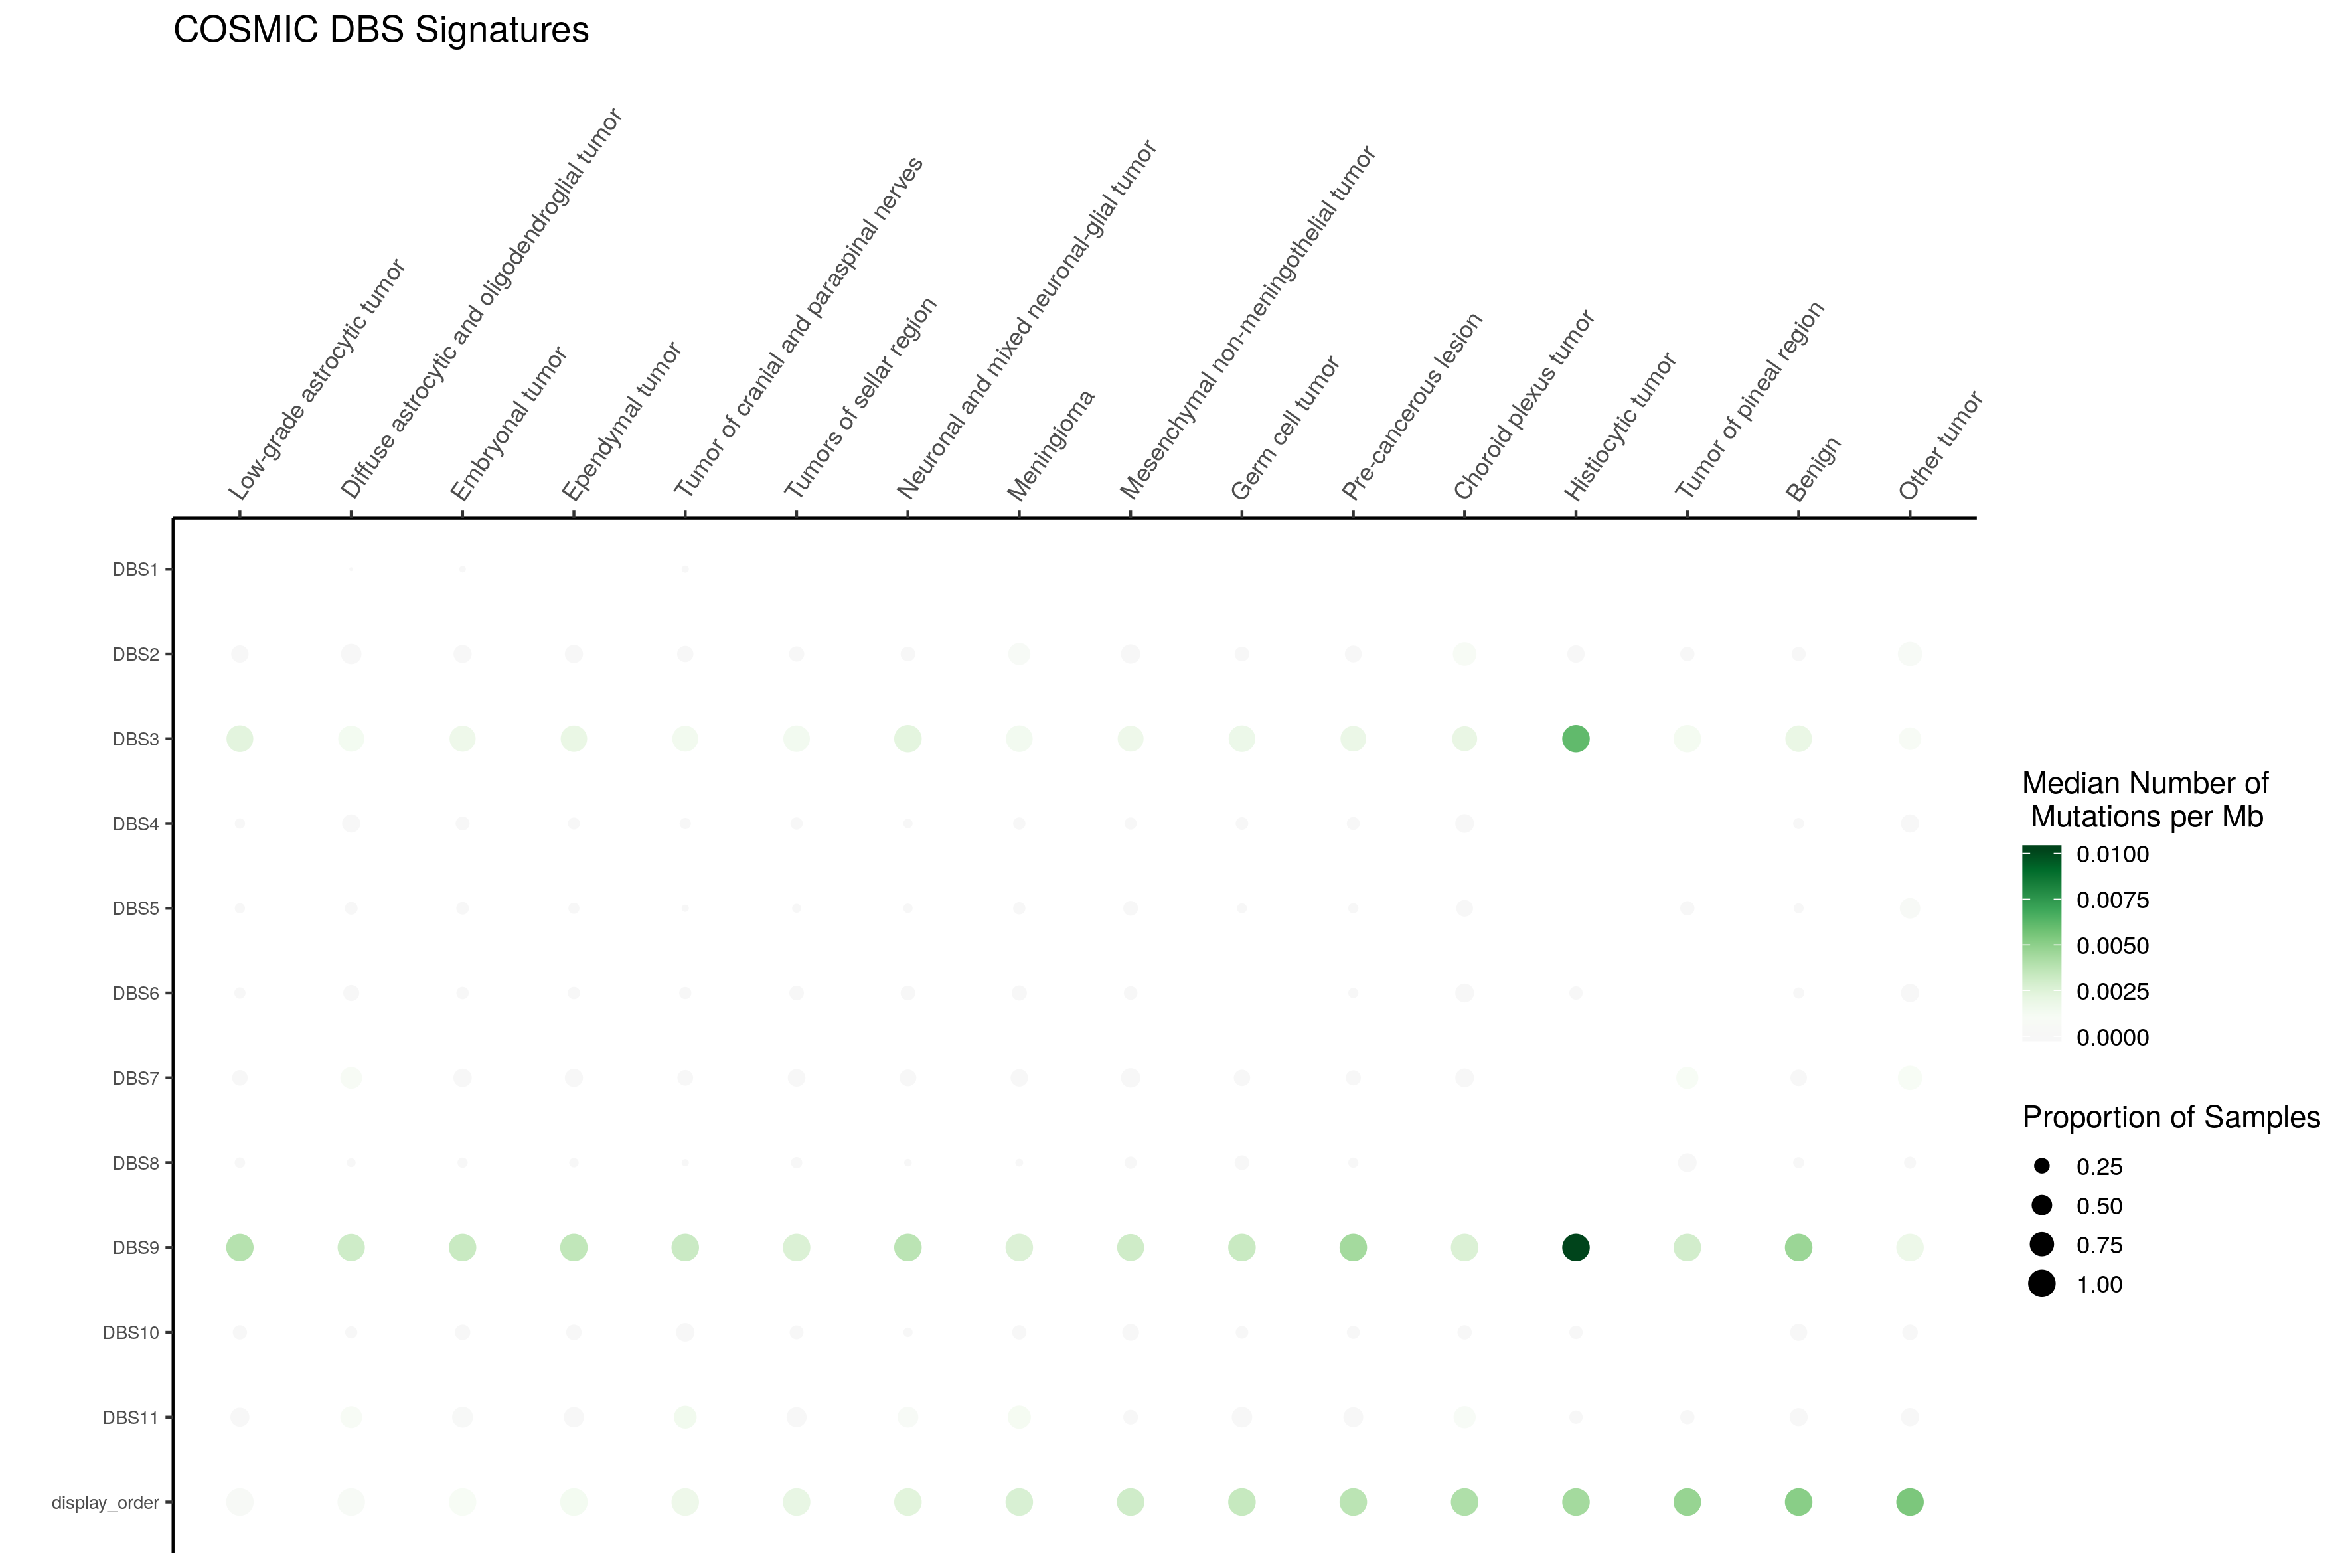 COSMIC DBS Signatures
Low-grade astrocytic tumor
Diffuse astrocytic and oligodendroglial tumor
Embryonal tumor
Ependymal tumor
Tumor of cranial and paraspinal nerves
Tumors of sellar region
Neuronal and mixed neuronal-glial tumor
Meningioma
Mesenchymal non-meningothelial tumor
Germ cell tumor
Pre-cancerous lesion
Choroid plexus tumor
Histiocytic tumor
Tumor of pineal region
Benign
Other tumor
DBS1
DBS2
DBS3
DBS4
DBS5
DBS6
DBS7
DBS8
DBS9
DBS10
DBS11
display_order
Median Number of
Mutations per Mb
0.0100
0.0075
0.0050
0.0025
0.0000
Proportion of Samples
0.25
0.50
0.75
1.00